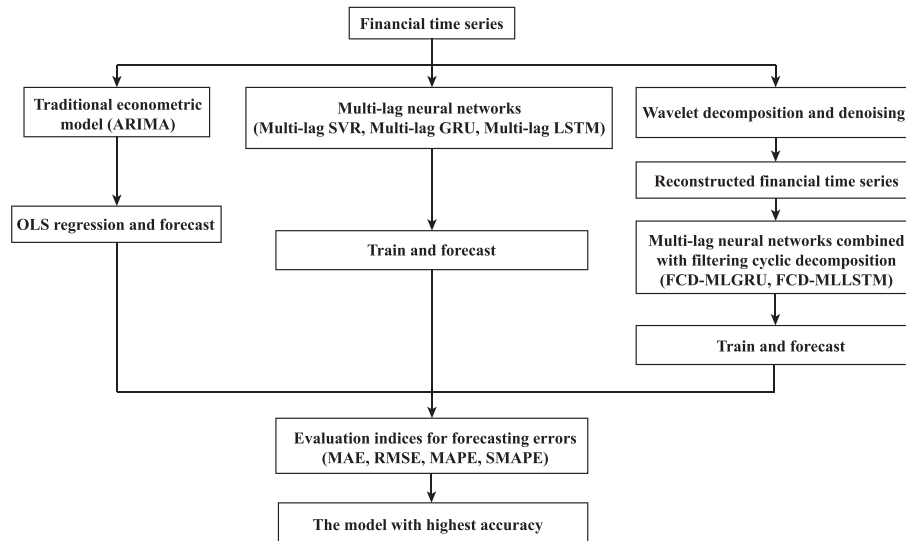 Financial time series
Traditional econometric
model (ARIMA)
Multi-lag neural networks
(Multi-lag SVR, Multi-lag GRU, Multi-lag LSTM)
Wavelet decomposition and denoising
Reconstructed financial time series
OLS regression and forecast
Train and forecast
Multi-lag neural networks combined
with filtering cyclic decomposition
(FCD-MLGRU, FCD-MLLSTM)
Train and forecast
Evaluation indices for forecasting errors
(MAE, RMSE, MAPE, SMAPE)
The model with highest accuracy